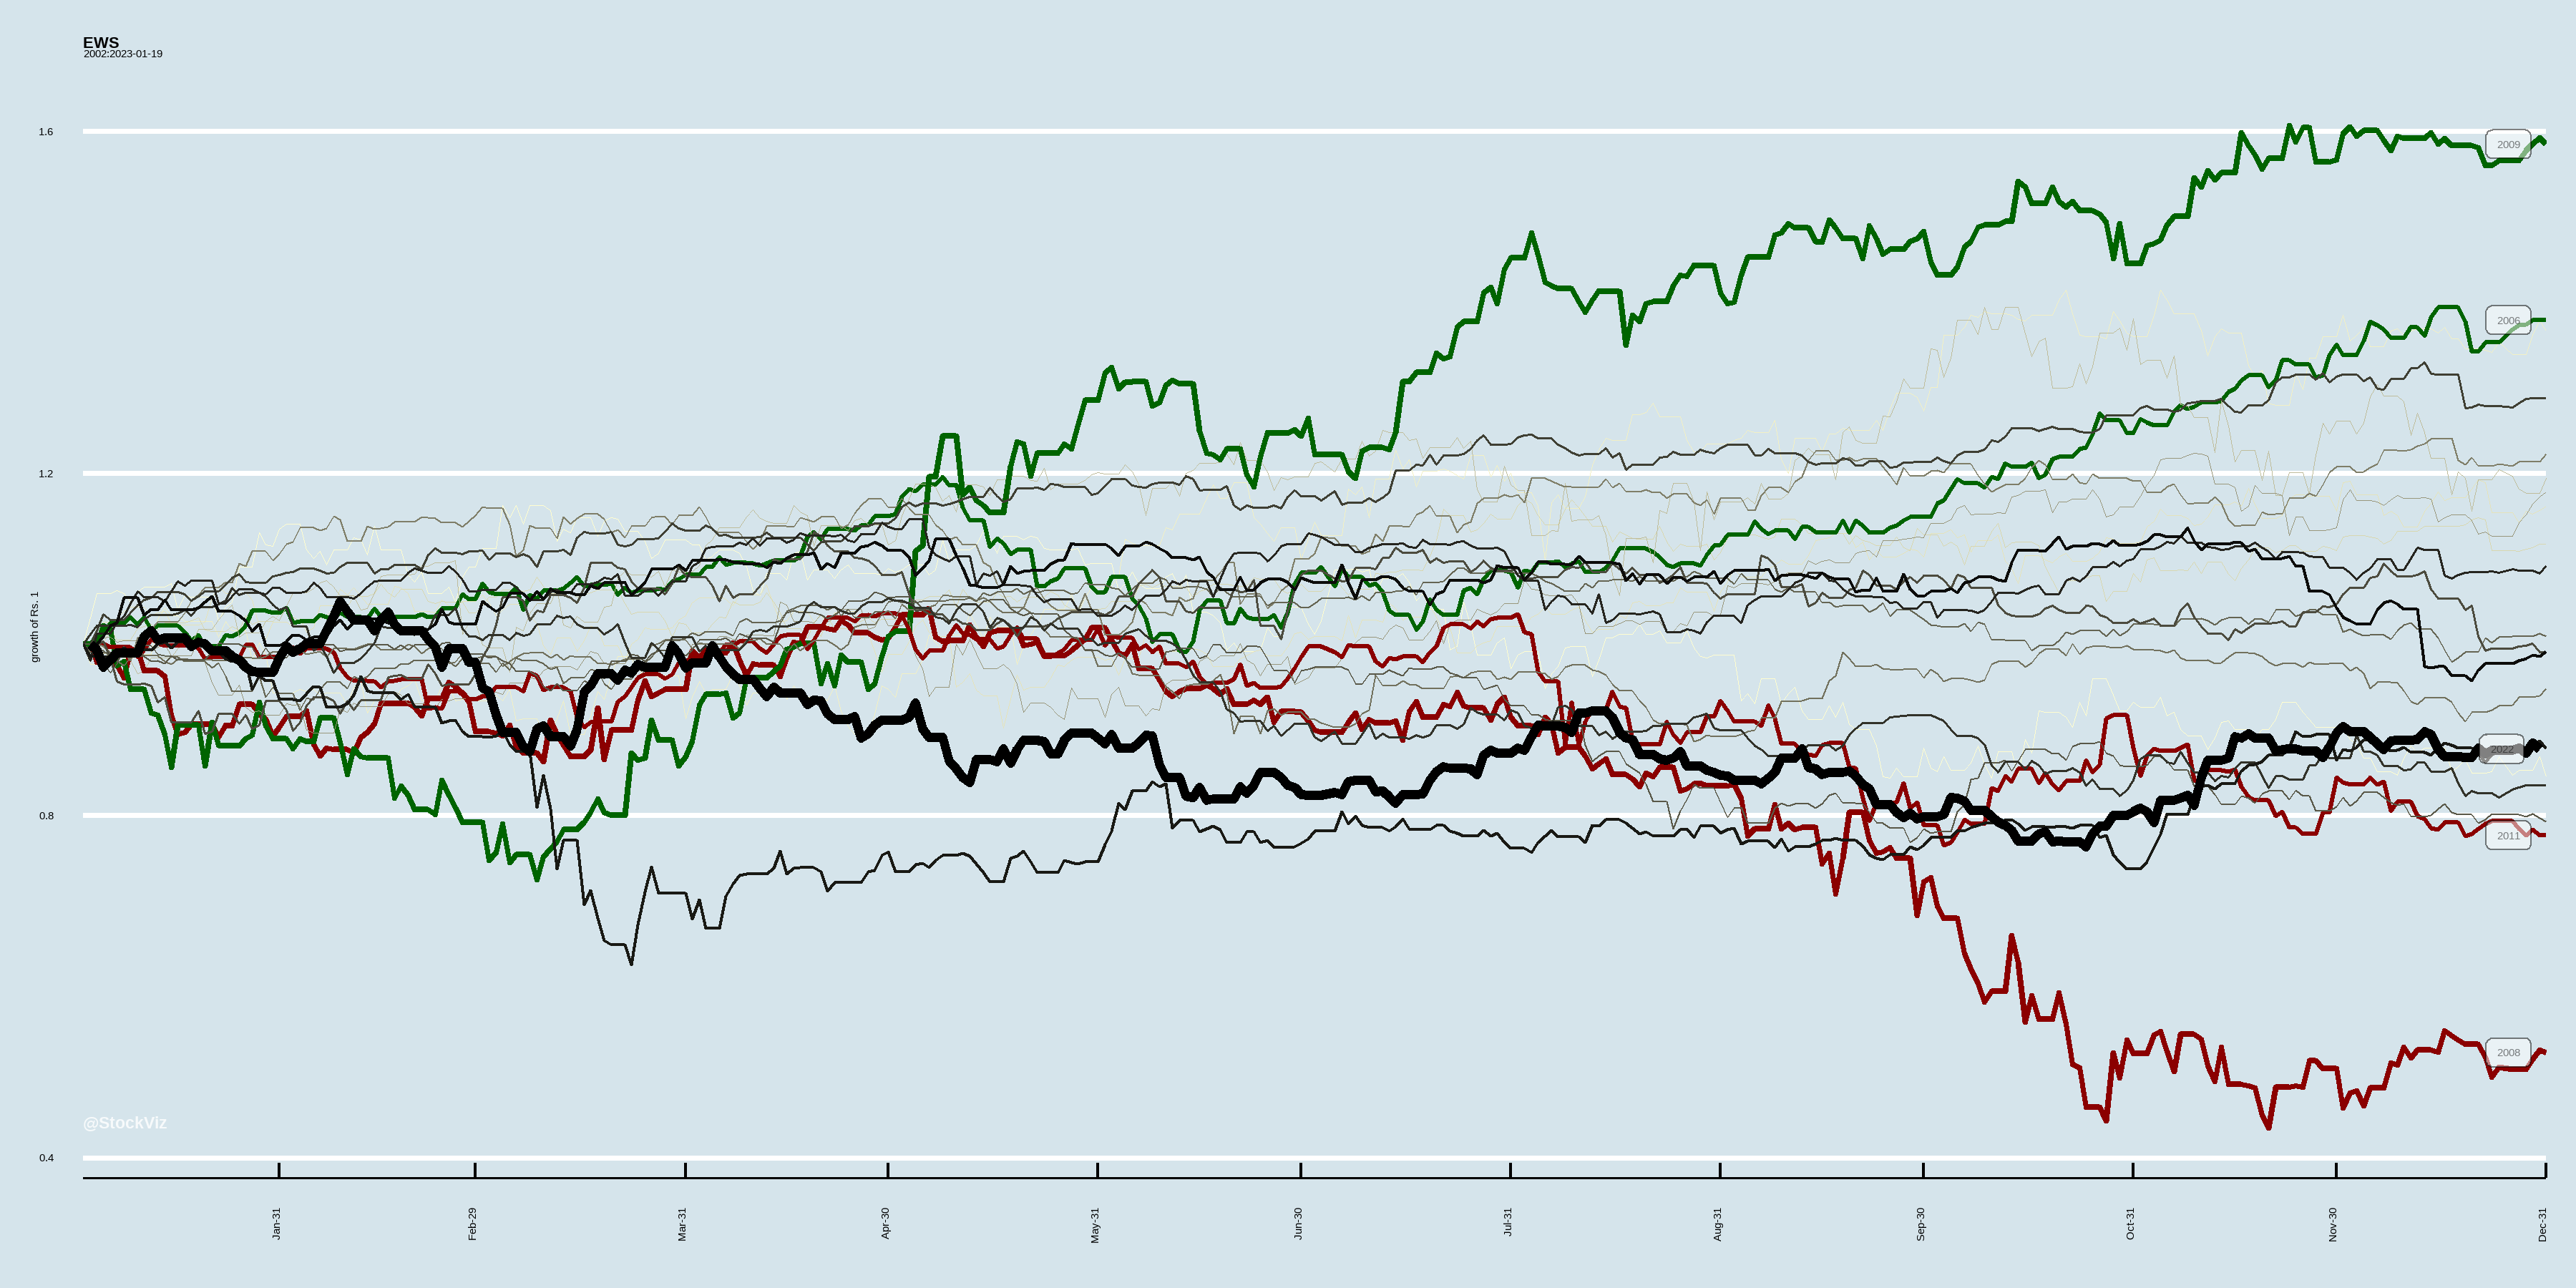 EWS
2002:2023-01-19
1.6
1.2
0.8
0.4
growth of Rs. 1
2009
2006
2022
2011
2008
@StockViz
Jan-31
Feb-29
Mar-31
Apr-30
May-31
Jun-30
Jul-31
Aug-31
Sep-30
Oct-31
Nov-30
Dec-31